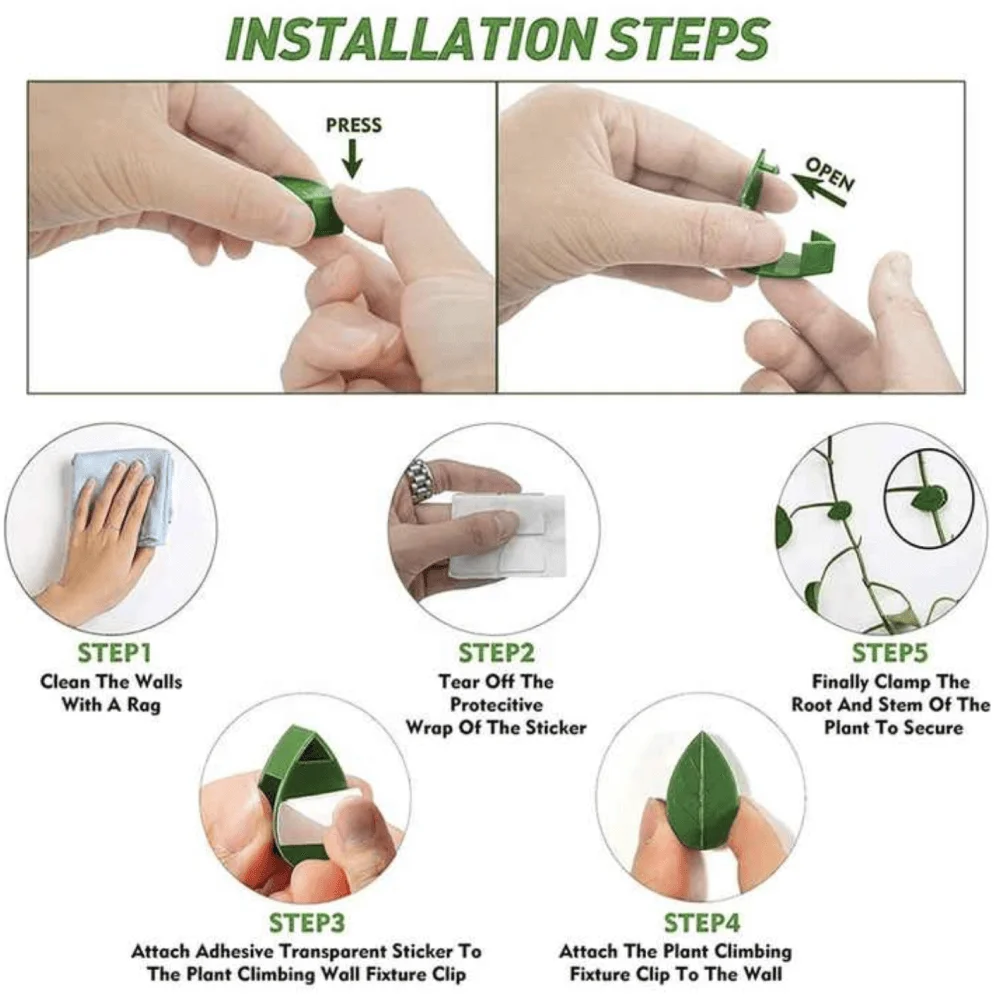 INSTALLATION STEPS
PRESS
OPEN
STEP1
Clean The Walls
With A Rag
STEP2
Tear Off The
Protecitive
Wrap Of The Sticker
STEP3
Attach Adhesive Transparent Sticker To
The Plant Climbing Wall Fixture Clip
STEP4
Attach The Plant Climbing
Fixture Clip To The Wall
STEP5
Finally Clamp The
Root And Stem Of The
Plant To Secure